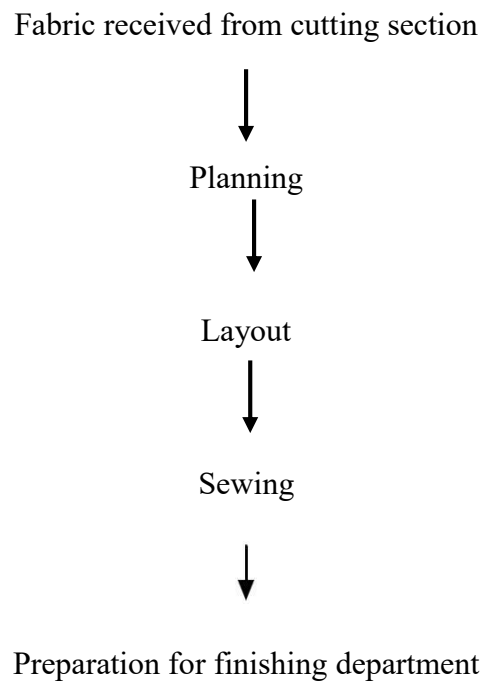 Fabric received from cutting section
Planning
Layout
Sewing
Preparation for finishing department